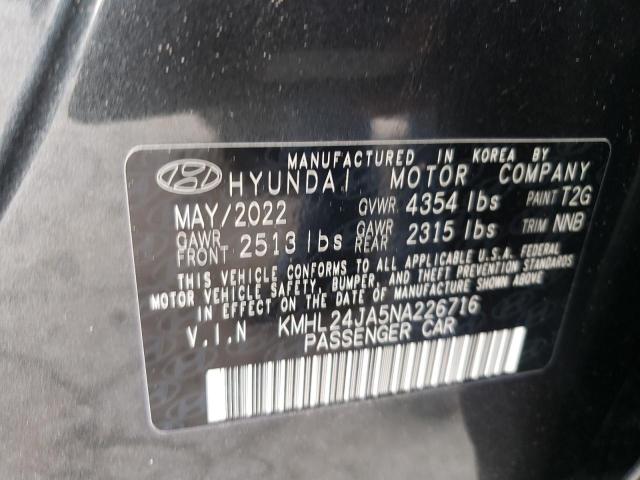 MANUFACTURED IN KOREA BY
HYUNDAI MOTOR COMPANY
MAY/2022 GVWR 4354 lbs PAINT T2G
GAWR FRONT 2513 lbs GAWR REAR 2315 lbs TRIM NNB
THIS VEHICLE CONFORMS TO ALL APPLICABLE U.S.A. FEDERAL
MOTOR VEHICLE SAFETY, BUMPER, AND THEFT PREVENTION STANDARDS
IN EFFECT ON THE DATE OF MANUFACTURE SHOWN ABOVE.
V.I.N KMHL24JA5NA226716
PASSENGER CAR